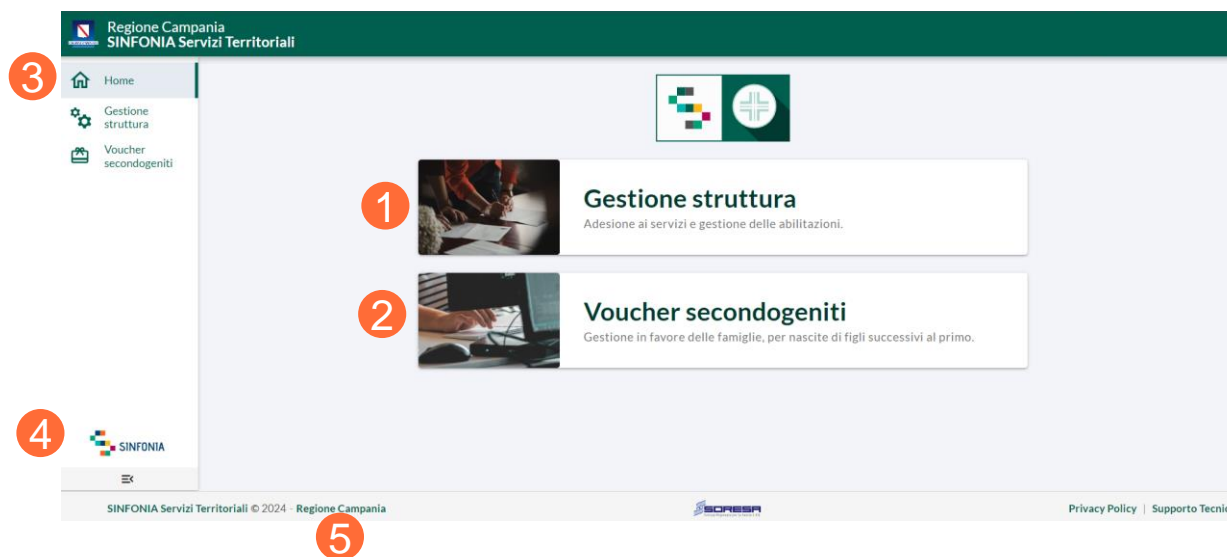 Regione Campania
SINFONIA Servizi Territoriali
3
Home
Gestione
struttura
Voucher
secondogeniti
1
Gestione struttura
Adesione ai servizi e gestione delle abilitazioni.
2
Voucher secondogeniti
Gestione in favore delle famiglie, per nascite di figli successivi al primo.
4
SINFONIA
SINFONIA Servizi Territoriali © 2024 - Regione Campania
SORESA
Privacy Policy | Supporto Tecnic
5